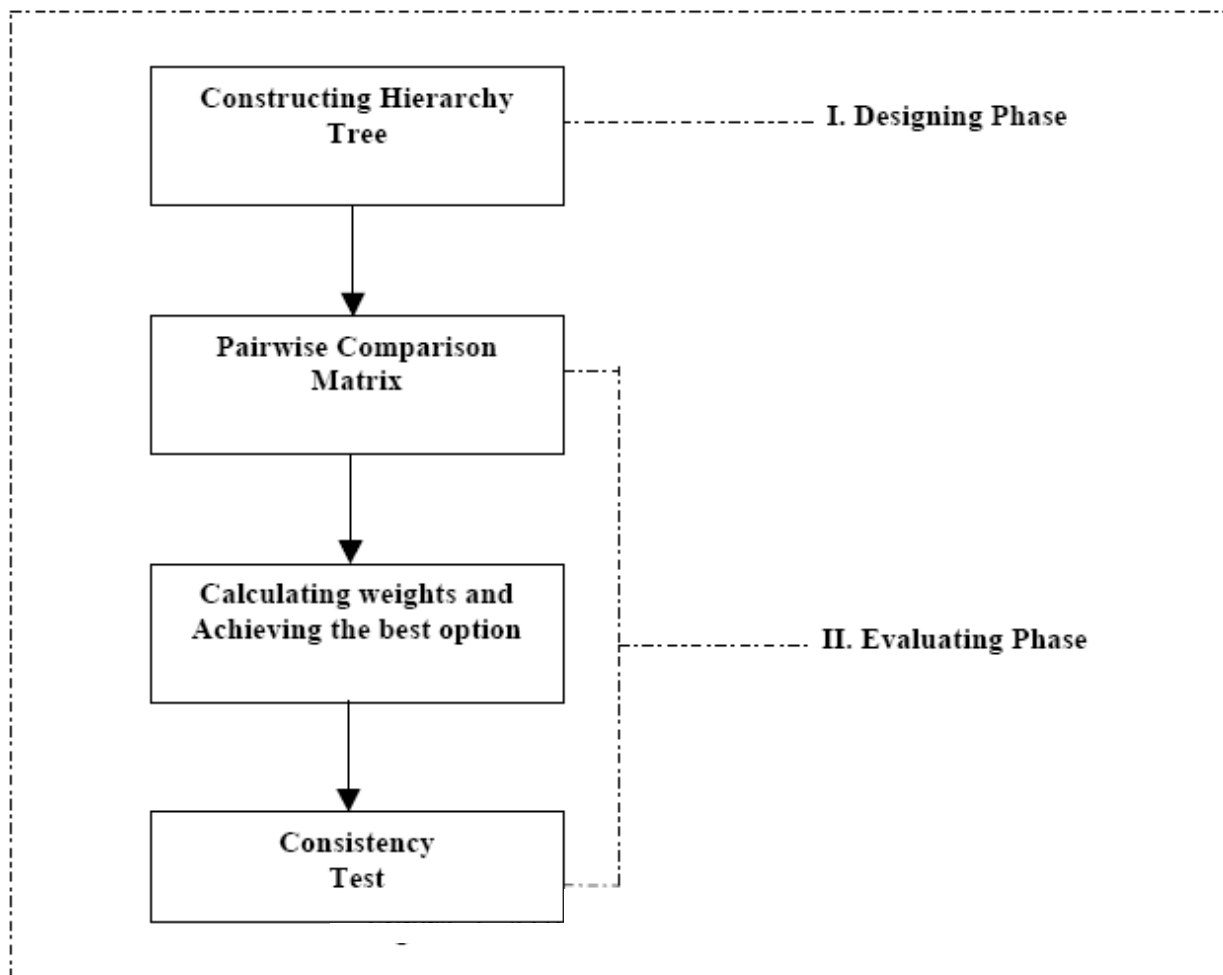 Constructing Hierarchy
Tree
I. Designing Phase
Pairwise Comparison
Matrix
Calculating weights and
Achieving the best option
II. Evaluating Phase
Consistency
Test